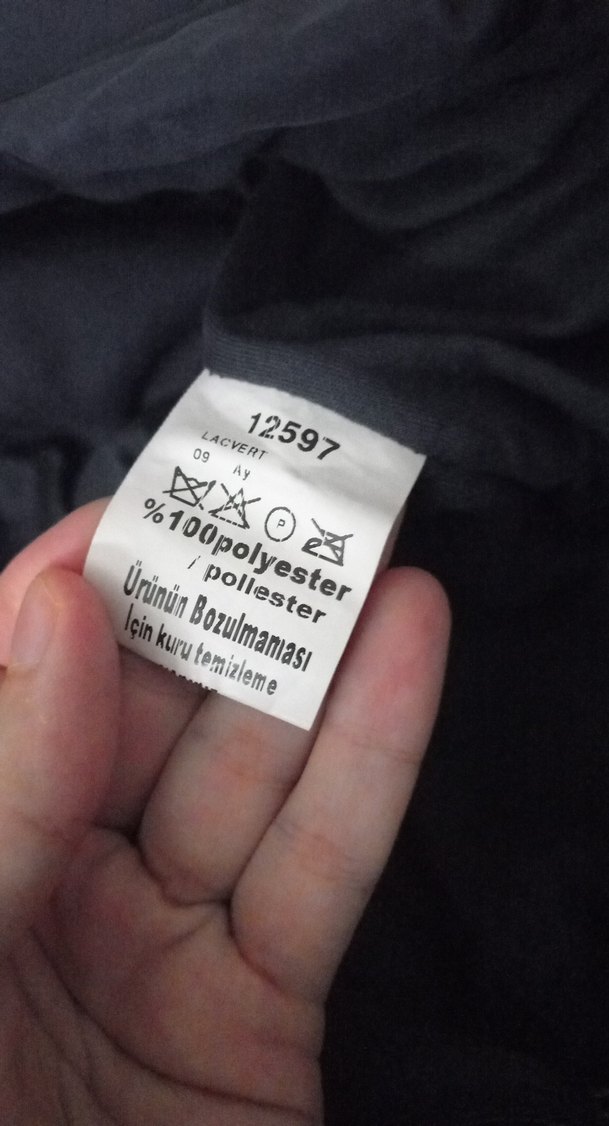 12597
LACVERT
09 Ay
P
%100polyester
/ poliester
Ürünün Bozulmaması
İçin kuru temizleme